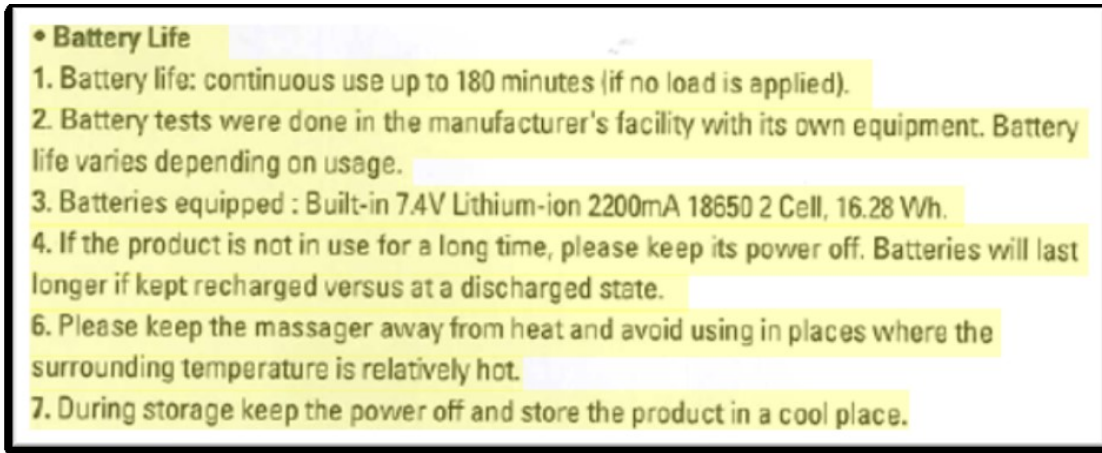 • Battery Life
1. Battery life: continuous use up to 180 minutes (if no load is applied).
2. Battery tests were done in the manufacturer's facility with its own equipment. Battery
life varies depending on usage.
3. Batteries equipped : Built-in 7.4V Lithium-ion 2200mA 18650 2 Cell, 16.28 Wh.
4. If the product is not in use for a long time, please keep its power off. Batteries will last
longer if kept recharged versus at a discharged state.
6. Please keep the massager away from heat and avoid using in places where the
surrounding temperature is relatively hot.
7. During storage keep the power off and store the product in a cool place.